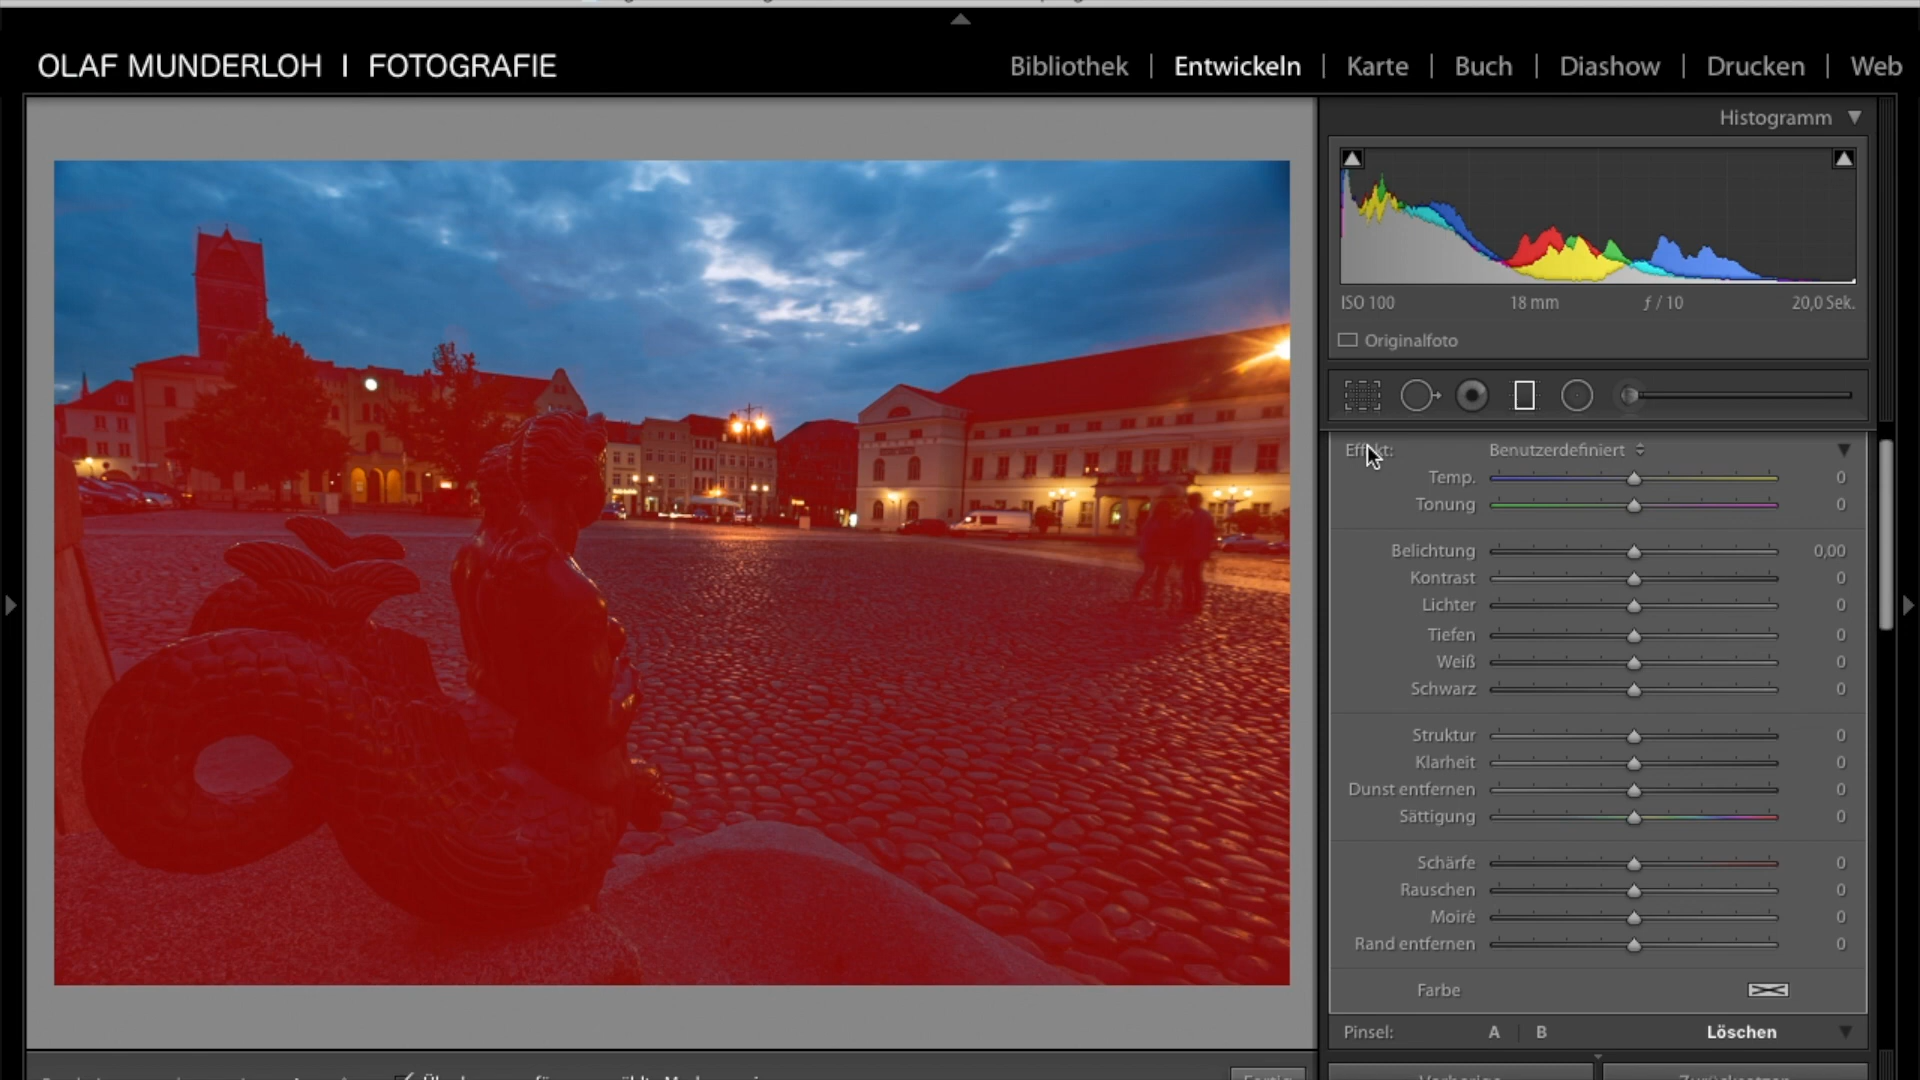 OLAF MUNDERLOH I FOTOGRAFIE
Bibliothek | Entwickeln | Karte | Buch | Diashow | Drucken | Web
Histogramm
ISO 100 18 mm ƒ / 10 20,0 Sek.
Originalfoto
Effekt: Benutzerdefiniert
Temp. 0
Tonung 0
Belichtung 0,00
Kontrast 0
Lichter 0
Tiefen 0
Weiß 0
Schwarz 0
Struktur 0
Klarheit 0
Dunst entfernen 0
Sättigung 0
Schärfe 0
Rauschen 0
Moiré 0
Rand entfernen 0
Farbe
Pinsel: A B Löschen